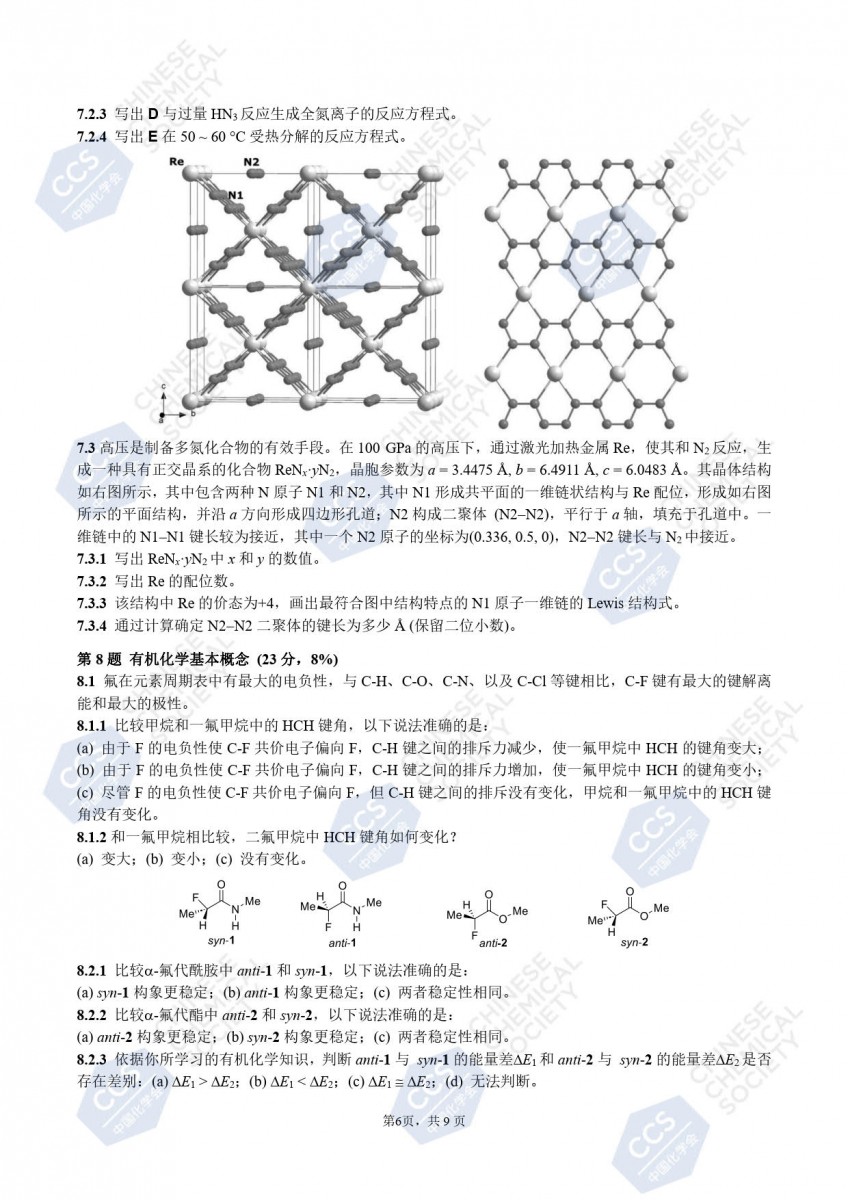 7.2.3 写出 D 与过量 HN₃ 反应生成全氮离子的反应方程式。
7.2.4 写出 E 在 50 ~ 60 °C 受热分解的反应方程式。
Re N2
N1
c
a b
7.3 高压是制备多氮化合物的有效手段。在 100 GPa 的高压下，通过激光加热金属 Re，使其和 N₂ 反应，生
成一种具有正交晶系的化合物 ReNₓ·yN₂，晶胞参数为 a = 3.4475 Å, b = 6.4911 Å, c = 6.0483 Å。其晶体结构
如右图所示，其中包含两种 N 原子 N1 和 N2，其中 N1 形成共平面的一维链状结构与 Re 配位，形成如右图
所示的平面结构，并沿 a 方向形成四边形孔道；N2 构成二聚体 (N2–N2)，平行于 a 轴，填充于孔道中。一
维链中的 N1–N1 键长较为接近，其中一个 N2 原子的坐标为(0.336, 0.5, 0)，N2–N2 键长与 N₂ 中接近。
7.3.1 写出 ReNₓ·yN₂ 中 x 和 y 的数值。
7.3.2 写出 Re 的配位数。
7.3.3 该结构中 Re 的价态为+4，画出最符合图中结构特点的 N1 原子一维链的 Lewis 结构式。
7.3.4 通过计算确定 N2–N2 二聚体的键长为多少 Å (保留二位小数)。
第 8 题 有机化学基本概念 (23 分，8%)
8.1 氟在元素周期表中有最大的电负性，与 C-H、C-O、C-N、以及 C-Cl 等键相比，C-F 键有最大的键解离
能和最大的极性。
8.1.1 比较甲烷和一氟甲烷中的 HCH 键角，以下说法准确的是：
(a) 由于 F 的电负性使 C-F 共价电子偏向 F，C-H 键之间的排斥力减少，使一氟甲烷中 HCH 的键角变大；
(b) 由于 F 的电负性使 C-F 共价电子偏向 F，C-H 键之间的排斥力增加，使一氟甲烷中 HCH 的键角变小；
(c) 尽管 F 的电负性使 C-F 共价电子偏向 F，但 C-H 键之间的排斥没有变化，甲烷和一氟甲烷中的 HCH 键
角没有变化。
8.1.2 和一氟甲烷相比较，二氟甲烷中 HCH 键角如何变化？
(a) 变大；(b) 变小；(c) 没有变化。
F O Me N Me H H
syn-1
H O Me N Me F H
anti-1
H O Me O Me F
anti-2
F O Me O Me H
syn-2
8.2.1 比较α-氟代酰胺中 anti-1 和 syn-1，以下说法准确的是：
(a) syn-1 构象更稳定；(b) anti-1 构象更稳定；(c) 两者稳定性相同。
8.2.2 比较α-氟代酯中 anti-2 和 syn-2，以下说法准确的是：
(a) anti-2 构象更稳定；(b) syn-2 构象更稳定；(c) 两者稳定性相同。
8.2.3 依据你所学习的有机化学知识，判断 anti-1 与 syn-1 的能量差ΔE₁ 和 anti-2 与 syn-2 的能量差ΔE₂ 是否
存在差别：(a) ΔE₁ > ΔE₂；(b) ΔE₁ < ΔE₂；(c) ΔE₁ ≅ ΔE₂；(d) 无法判断。
第6页，共 9 页
CHINESE CHEMICAL SOCIETY
CCS
中国化学会